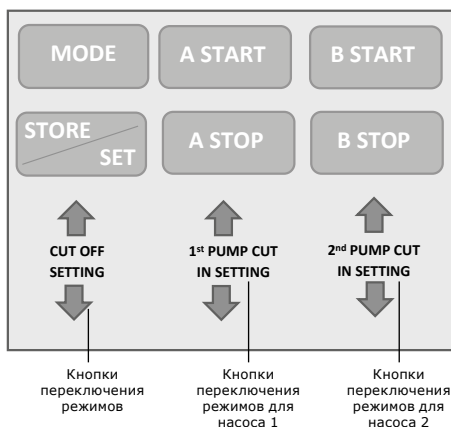 MODE
A START
B START
STORE
SET
A STOP
B STOP
CUT OFF
SETTING
1st PUMP CUT
IN SETTING
2nd PUMP CUT
IN SETTING
Кнопки
переключения
режимов
Кнопки
переключения
режимов для
насоса 1
Кнопки
переключения
режимов для
насоса 2